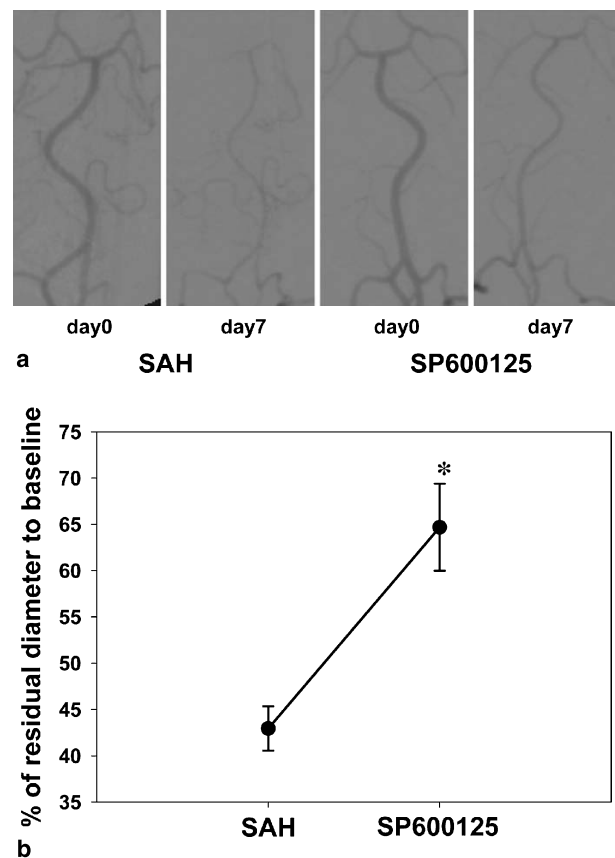 day0 day7 day0 day7
a SAH SP600125
% of residual diameter to baseline
75
70
65
60
55
50
45
40
35
*
SAH SP600125
b